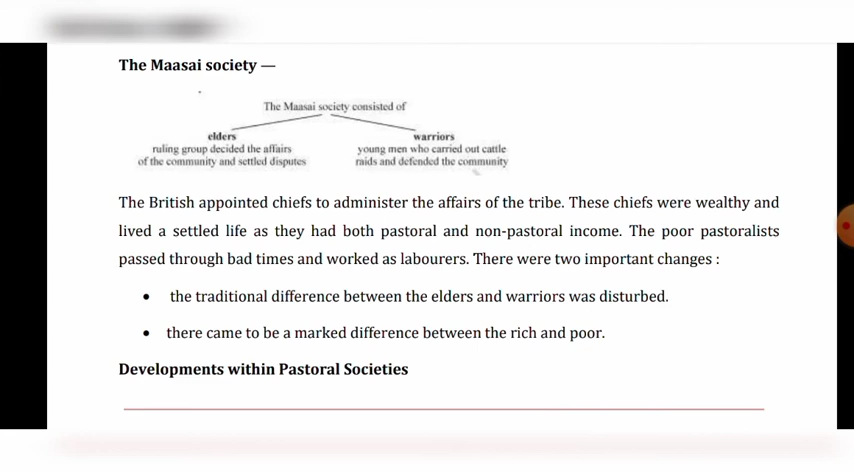 The Maasai society —
The Maasai society consisted of
elders
ruling group decided the affairs
of the community and settled disputes
warriors
young men who carried out cattle
raids and defended the community
The British appointed chiefs to administer the affairs of the tribe. These chiefs were wealthy and
lived a settled life as they had both pastoral and non-pastoral income. The poor pastoralists
passed through bad times and worked as labourers. There were two important changes :
• the traditional difference between the elders and warriors was disturbed.
• there came to be a marked difference between the rich and poor.
Developments within Pastoral Societies